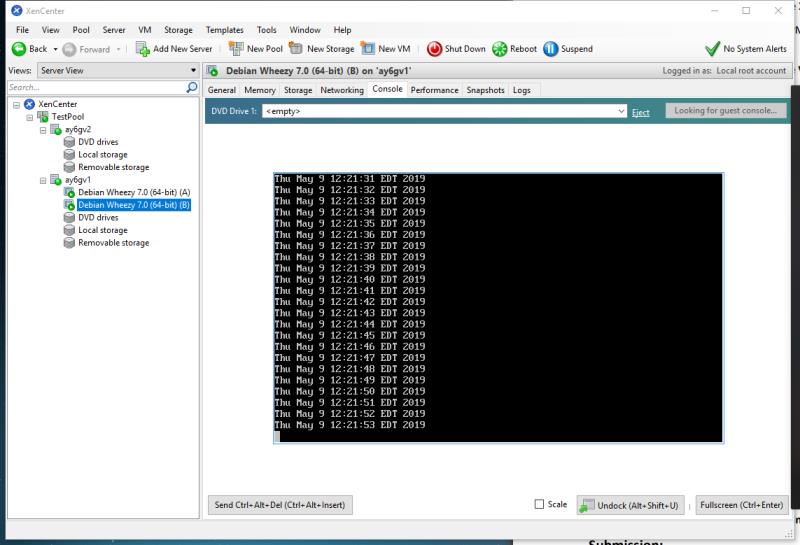 XenCenter
File View Pool Server VM Storage Templates Tools Window Help
Back Forward Add New Server New Pool New Storage New VM Shut Down Reboot Suspend No System Alerts
Views: Server View
Search...
XenCenter
TestPool
ay6gv2
DVD drives
Local storage
Removable storage
ay6gv1
Debian Wheezy 7.0 (64-bit) (A)
Debian Wheezy 7.0 (64-bit) (B)
DVD drives
Local storage
Removable storage
Debian Wheezy 7.0 (64-bit) (B) on 'ay6gv1' Logged in as: Local root account
General Memory Storage Networking Console Performance Snapshots Logs
DVD Drive 1: <empty> Eject Looking for guest console...
Thu May 9 12:21:31 EDT 2019
Thu May 9 12:21:32 EDT 2019
Thu May 9 12:21:33 EDT 2019
Thu May 9 12:21:34 EDT 2019
Thu May 9 12:21:35 EDT 2019
Thu May 9 12:21:36 EDT 2019
Thu May 9 12:21:37 EDT 2019
Thu May 9 12:21:38 EDT 2019
Thu May 9 12:21:39 EDT 2019
Thu May 9 12:21:40 EDT 2019
Thu May 9 12:21:41 EDT 2019
Thu May 9 12:21:42 EDT 2019
Thu May 9 12:21:43 EDT 2019
Thu May 9 12:21:44 EDT 2019
Thu May 9 12:21:45 EDT 2019
Thu May 9 12:21:46 EDT 2019
Thu May 9 12:21:47 EDT 2019
Thu May 9 12:21:48 EDT 2019
Thu May 9 12:21:49 EDT 2019
Thu May 9 12:21:50 EDT 2019
Thu May 9 12:21:51 EDT 2019
Thu May 9 12:21:52 EDT 2019
Thu May 9 12:21:53 EDT 2019
Send Ctrl+Alt+Del (Ctrl+Alt+Insert) Scale Undock (Alt+Shift+U) Fullscreen (Ctrl+Enter)
Submission: